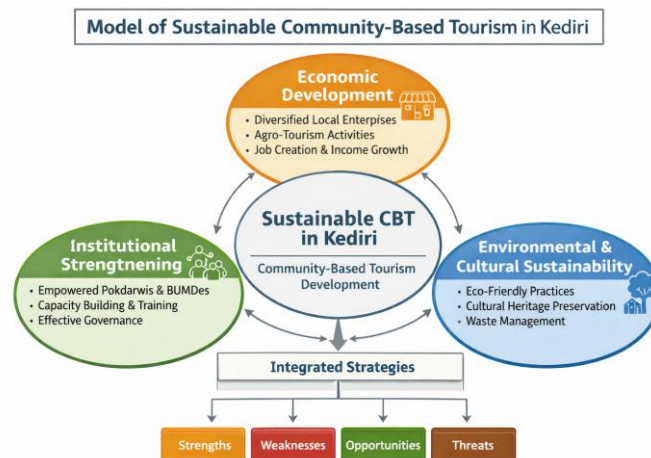 Model of Sustainable Community-Based Tourism in Kediri
Economic
Development
• Diversified Local Enterprises
• Agro-Tourism Activities
• Job Creation & Income Growth
Sustainable CBT
in Kediri
Community-Based Tourism
Development
Institutional
Strengtnening
• Empowered Pokdarwis & BUMDes
• Capacity Building & Training
• Effective Governance
Environmental &
Cultural Sustainability
• Eco-Friendly Practices
• Cultural Heritage Preservation
• Waste Management
Integrated Strategies
Strengths
Weaknesses
Opportunities
Threats